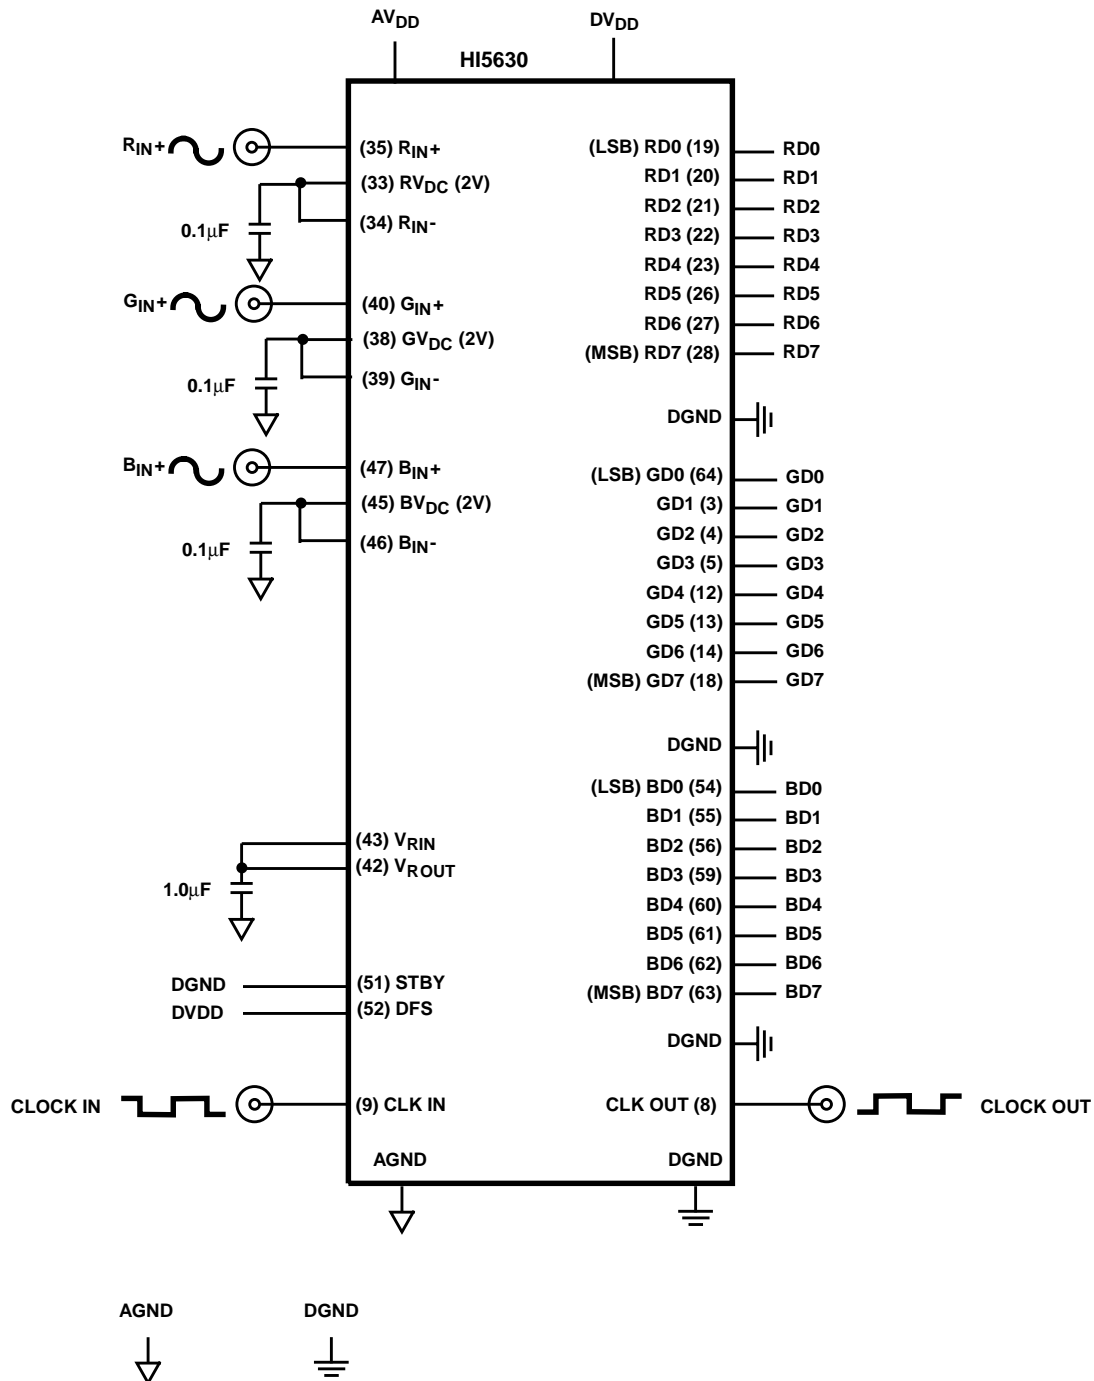 AVDD
DVDD
HI5630
RIN+
(35) RIN+
(33) RVDC (2V)
(34) RIN-
0.1µF
GIN+
(40) GIN+
(38) GVDC (2V)
(39) GIN-
0.1µF
BIN+
(47) BIN+
(45) BVDC (2V)
(46) BIN-
0.1µF
(43) VRIN
(42) VROUT
1.0µF
DGND
(51) STBY
DVDD
(52) DFS
CLOCK IN
(9) CLK IN
AGND
(LSB) RD0 (19)
RD0
RD1 (20)
RD1
RD2 (21)
RD2
RD3 (22)
RD3
RD4 (23)
RD4
RD5 (26)
RD5
RD6 (27)
RD6
(MSB) RD7 (28)
RD7
DGND
(LSB) GD0 (64)
GD0
GD1 (3)
GD1
GD2 (4)
GD2
GD3 (5)
GD3
GD4 (12)
GD4
GD5 (13)
GD5
GD6 (14)
GD6
(MSB) GD7 (18)
GD7
DGND
(LSB) BD0 (54)
BD0
BD1 (55)
BD1
BD2 (56)
BD2
BD3 (59)
BD3
BD4 (60)
BD4
BD5 (61)
BD5
BD6 (62)
BD6
(MSB) BD7 (63)
BD7
DGND
CLK OUT (8)
CLOCK OUT
DGND
AGND
DGND